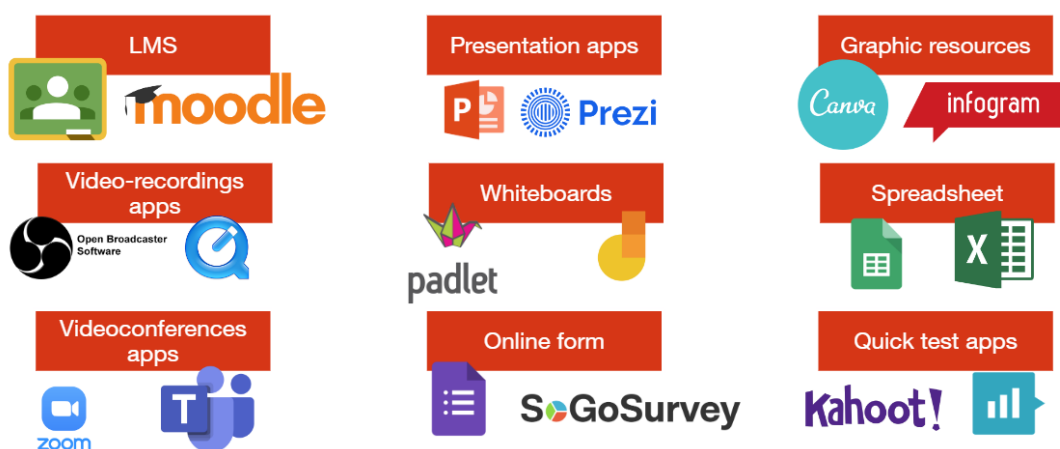 LMS
Presentation apps
Graphic resources
moodle
P
Prezi
Canva
infogram
Video-recordings
apps
Whiteboards
Spreadsheet
Open Broadcaster
Software
padlet
X
Videoconferences
apps
Online form
Quick test apps
zoom
T
SoGoSurvey
Kahoot!